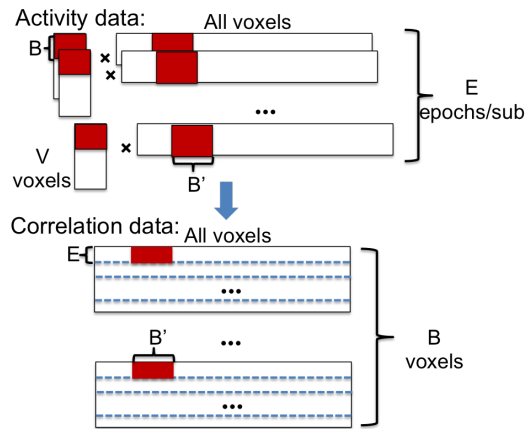 Activity data:
All voxels
B
×
×
E
epochs/sub
...
V
voxels
×
B’
Correlation data:
All voxels
E
...
...
B’
B
voxels
...